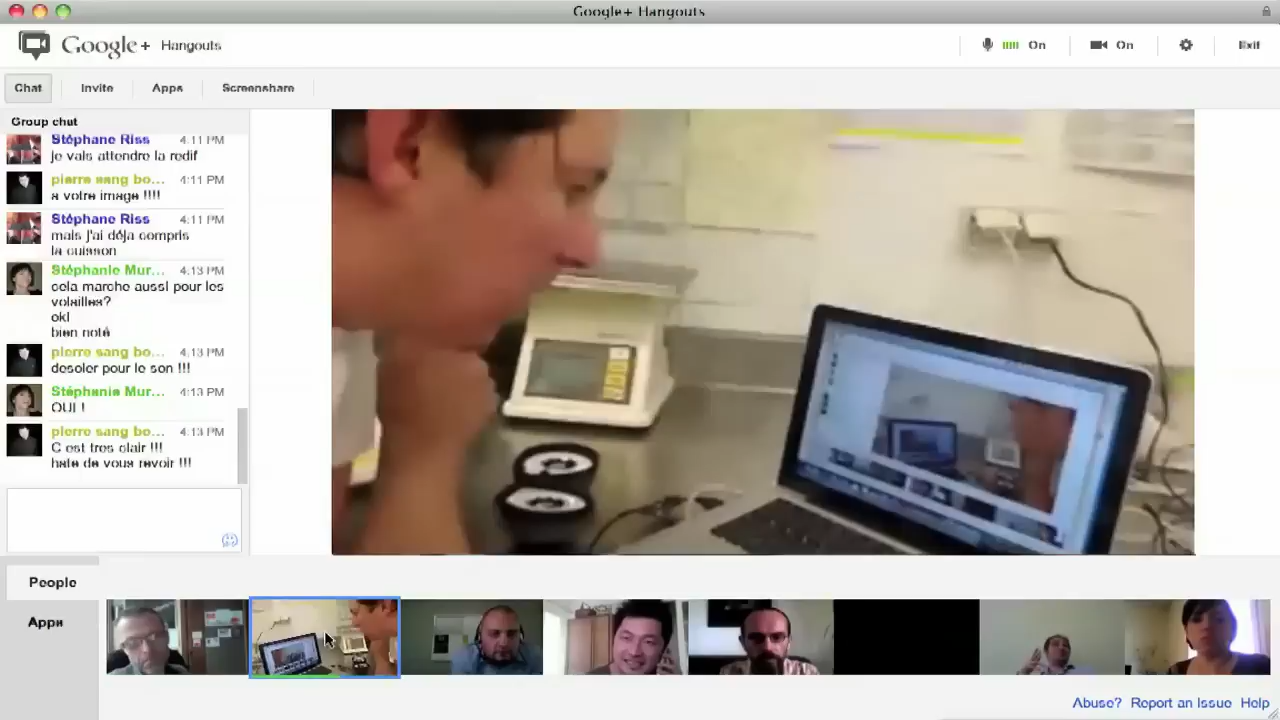 Google+ Hangouts
Google+ Hangouts
On
On
Exit
Chat
Invite
Apps
Screenshare
Group chat
Stéphane Riss 4:11 PM
je vais attendre la redif
pierre sang bo... 4:11 PM
a votre image !!!!
Stéphane Riss 4:11 PM
mais j'ai déja compris
la cuisson
Stéphanie Mur... 4:13 PM
cela marche aussi pour les
volailles?
ok!
bien noté
pierre sang bo... 4:13 PM
desoler pour le son !!!
Stéphanie Mur... 4:13 PM
OUI !
pierre sang bo... 4:13 PM
C est tres clair !!!
hate de vous revoir !!!
People
Apps
Abuse? Report an Issue Help